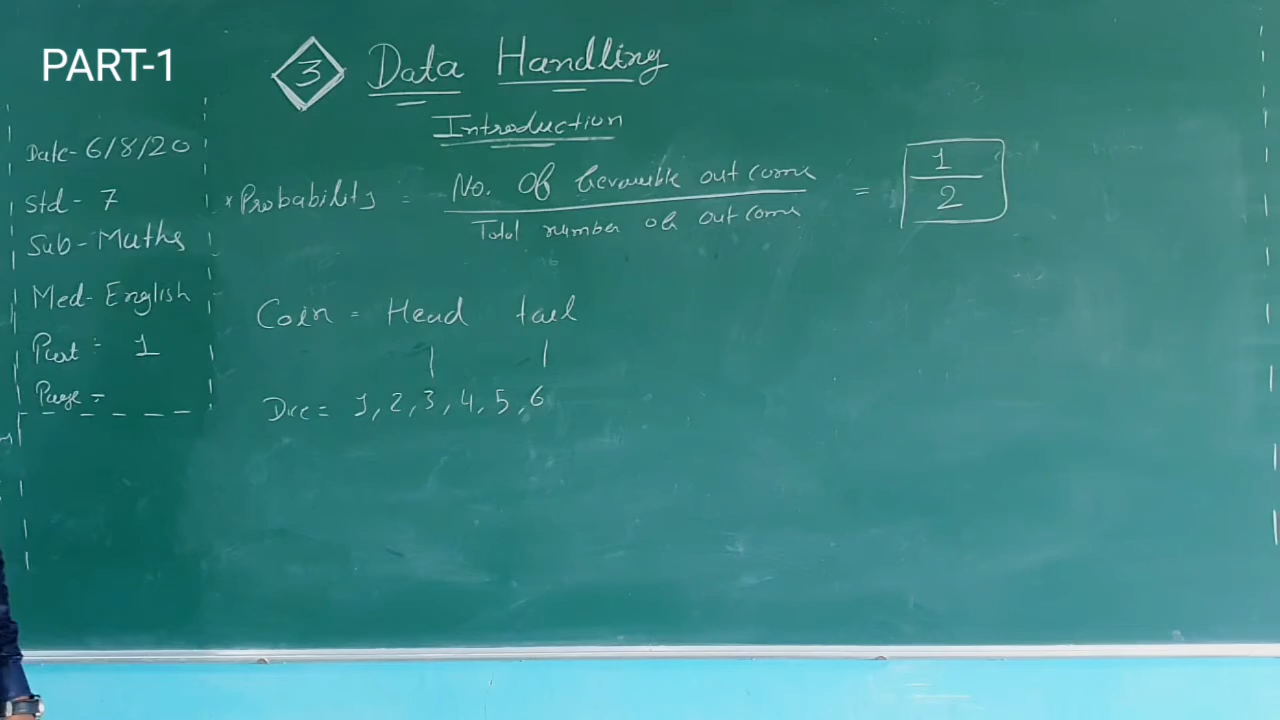 PART-1
3 Data Handling
Introduction
Date- 6/8/20
Std - 7
Sub- Maths
Med- English
Part = 1
Page =
* Probability = No. Of favourable out come = 1
Total number of out come 2
Coin = Head tail
Dice = 1, 2, 3, 4, 5, 6